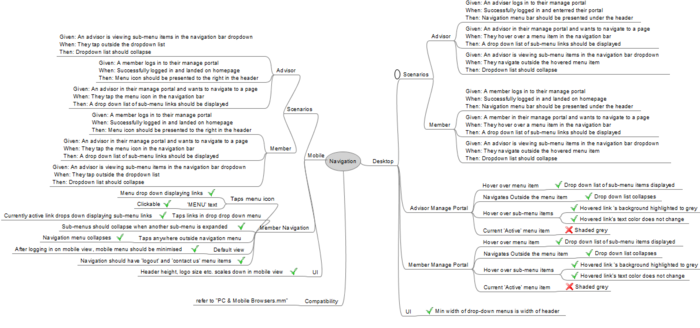 Given: An advisor is viewing sub-menu items in the navigation bar dropdown
When: They tap outside the dropdown list
Then: Dropdown list should collapse
Given: A member logs in to their manage portal
When: Successfully logged in and landed on homepage
Then: Menu icon should be presented to the right in the header
Given: An advisor in their manage portal and wants to navigate to a page
When: They tap the menu icon in the navigation bar
Then: A drop down list of sub-menu links should be displayed
Advisor
Scenarios
Given: A member logs in to their manage portal
When: Successfully logged in and landed on homepage
Then: Menu icon should be presented to the right in the header
Given: An advisor in their manage portal and wants to navigate to a page
When: They tap the menu icon in the navigation bar
Then: A drop down list of sub-menu links should be displayed
Given: An advisor is viewing sub-menu items in the navigation bar dropdown
When: They tap outside the dropdown list
Then: Dropdown list should collapse
Member
Mobile
Menu drop down displaying links
Taps menu icon
Clickable
'MENU' text
Currently active link drops down displaying sub-menu links
Taps links in drop drop down menu
Sub-menus should collapse when another sub-menu is expanded
Member Navigation
Navigation menu collapses
Taps anywhere outside navigation menu
After logging in on mobile view, mobile menu should be minimised
Default view
Navigation should have 'logout' and 'contact us' menu items
Header height, logo size etc. scales down in mobile view
UI
refer to "PC & Mobile Browsers.mm"
Compatibility
Navigation
Desktop
Given: An adviser logs in to their manage portal
When: Successfully logged in and enterred their portal
Then: Navigation menu bar should be presented under the header
Advisor
Given: An advisor in their manage portal and wants to navigate to a page
When: They hover over a menu item in the navigation bar
Then: A drop down list of sub-menu links should be displayed
Given: An advisor is viewing sub-menu items in the navigation bar dropdown
When: They navigate outside the hovered menu item
Then: Dropdown list should collapse
Scenarios
Given: A member logs in to their manage portal
When: Successfully logged in and landed on homepage
Then: Navigation menu bar should be presented under the header
Member
Given: A member in their manage portal and wants to navigate to a page
When: They hover over a menu item in the navigation bar
Then: A drop down list of sub-menu links should be displayed
Given: An advisor is viewing sub-menu items in the navigation bar dropdown
When: They navigate outside the hovered menu item
Then: Dropdown list should collapse
Advisor Manage Portal
Hover over menu item
Drop down list of sub-menu items displayed
Navigates Outside the menu item
Drop down list collapses
Hover over sub-menu items
Hovered link's background highlighted to grey
Hovered link's text color does not change
Current 'Active' menu item
Shaded grey
Member Manage Portal
Hover over menu item
Drop down list of sub-menu items displayed
Navigates Outside the menu item
Drop down list collapses
Hover over sub-menu items
Hovered link's background highlighted to grey
Hovered link's text color does not change
Current 'Active' menu item
Shaded grey
UI
Min width of drop-down menus is width of header